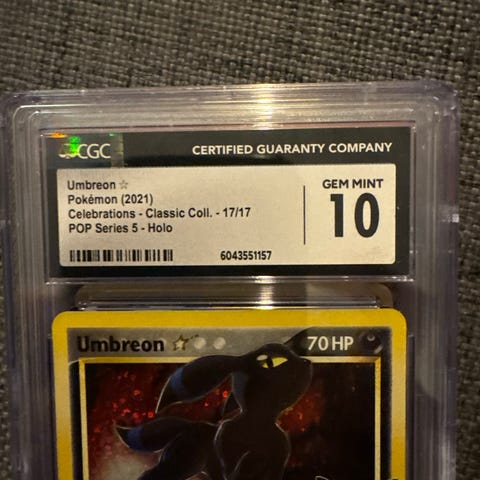 CGC CERTIFIED GUARANTY COMPANY
Umbreon ☆
Pokémon (2021)
Celebrations - Classic Coll. - 17/17
POP Series 5 - Holo
6043551157
GEM MINT
10
Umbreon ☆ 70 HP